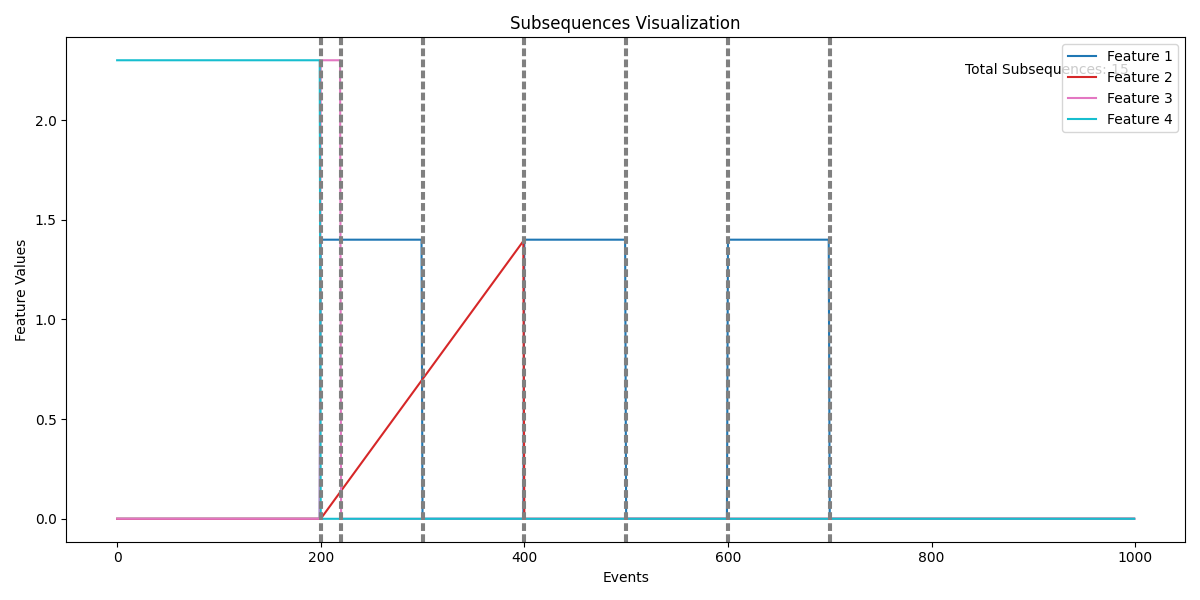 Subsequences Visualization
Total Subsequences: 15
Feature 1
Feature 2
Feature 3
Feature 4
Feature Values
2.0
1.5
1.0
0.5
0.0
0 200 400 600 800 1000
Events